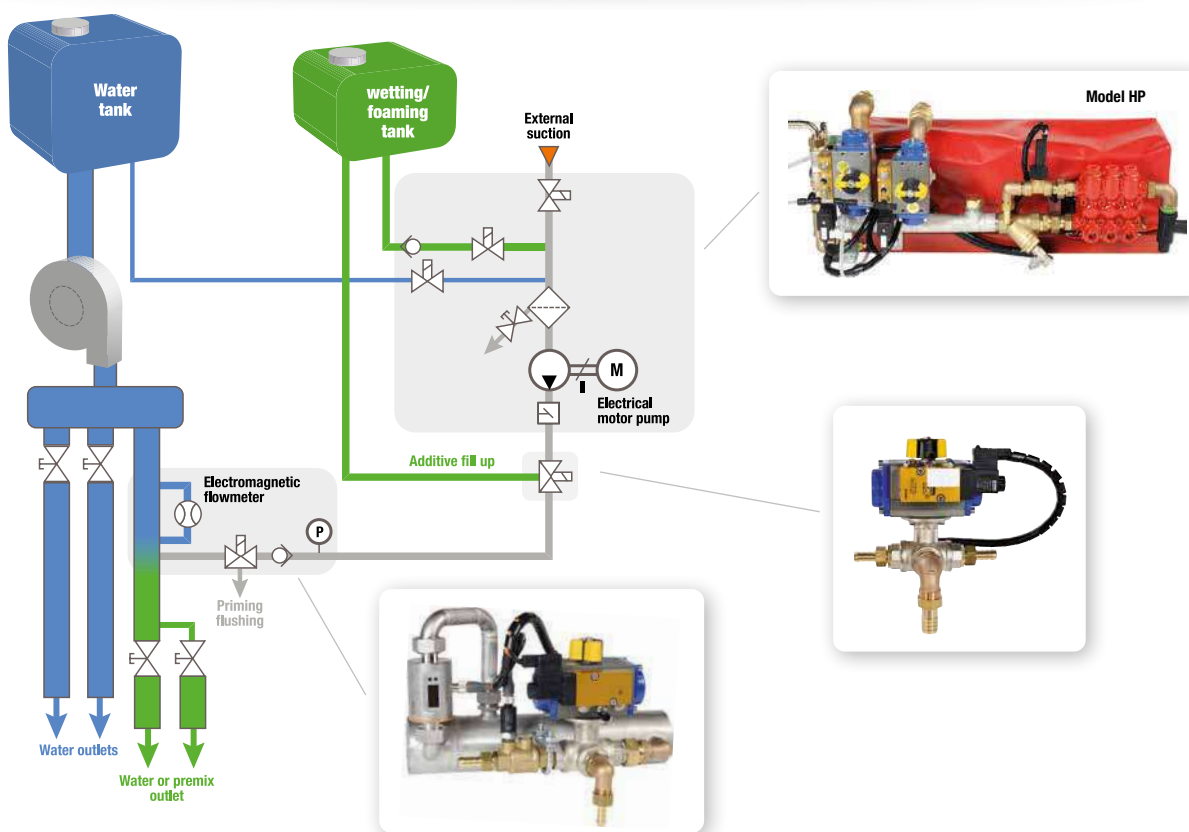 Water
tank
wetting/
foaming
tank
External
suction
Model HP
M
Electrical
motor pump
Additive fill up
Electromagnetic
flowmeter
P
Priming
flushing
Water outlets
Water or premix
outlet